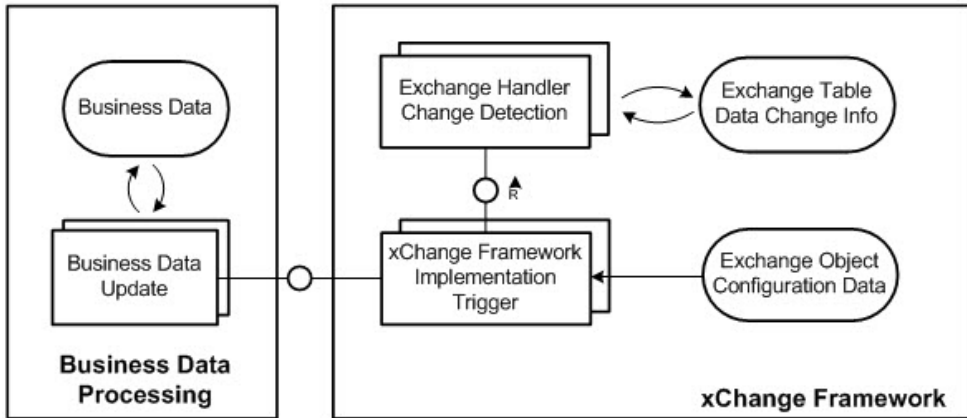 Business Data
Business Data
Update
Business Data
Processing
Exchange Handler
Change Detection
Exchange Table
Data Change Info
R
xChange Framework
Implementation
Trigger
Exchange Object
Configuration Data
xChange Framework